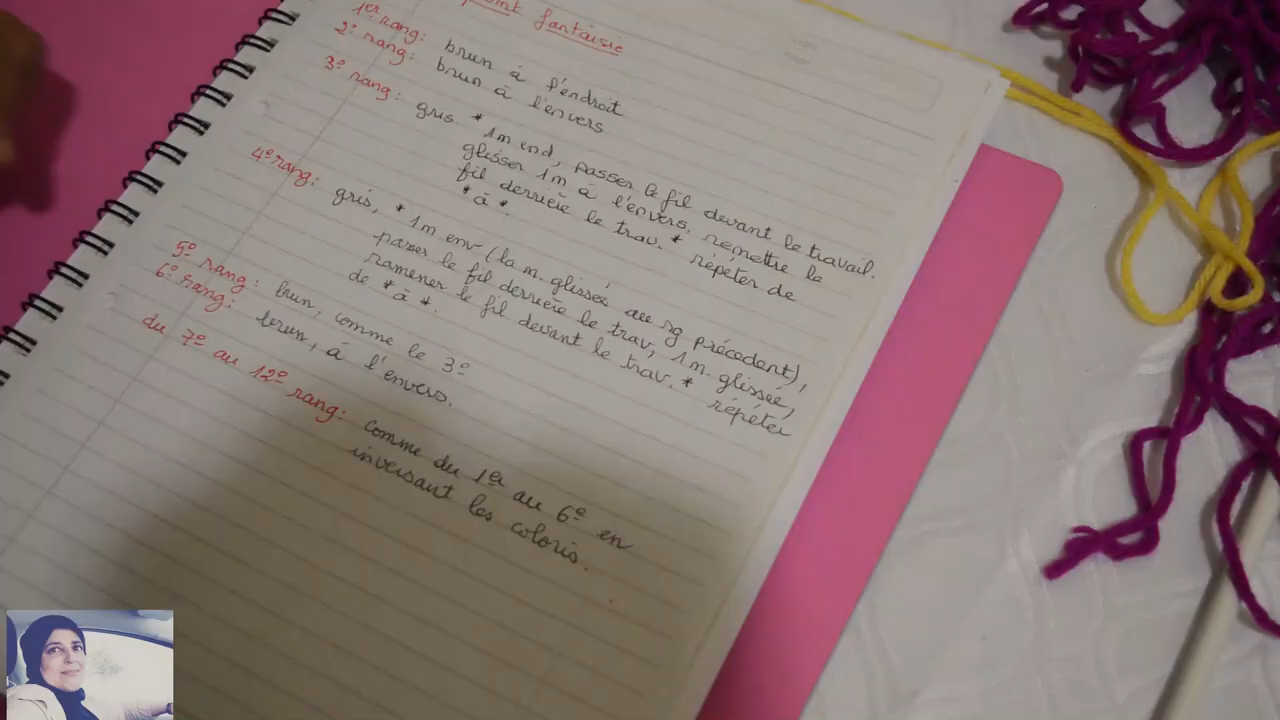 point fantaisie
1er rang: brun à l'endroit
2e rang: brun à l'envers
3e rang: gris. * 1m end, passer le fil devant le travail.
glisser 1m à l'envers, remettre le
fil derrière le trav. * répéter de
* à *.
4e rang: gris, * 1m env (la m. glissée au rg précédent),
passer le fil derrière le trav, 1m. glissée,
ramener le fil devant le trav. * répéter
de * à *.
5e rang: brun, comme le 3e
6e rang: brun, à l'envers.
du 7e au 12e rang: comme du 1er au 6e en
inversant les coloris.